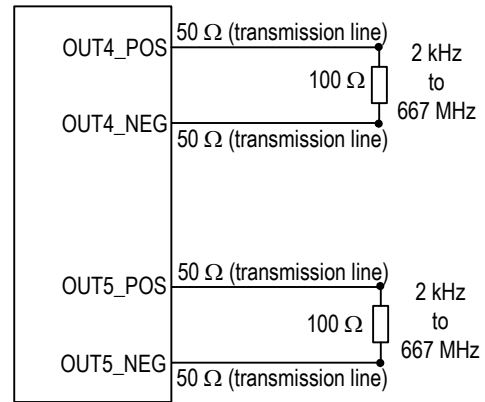 OUT4_POS
50 Ω (transmission line)
100 Ω
2 kHz
to
667 MHz
OUT4_NEG
50 Ω (transmission line)
OUT5_POS
50 Ω (transmission line)
100 Ω
2 kHz
to
667 MHz
OUT5_NEG
50 Ω (transmission line)